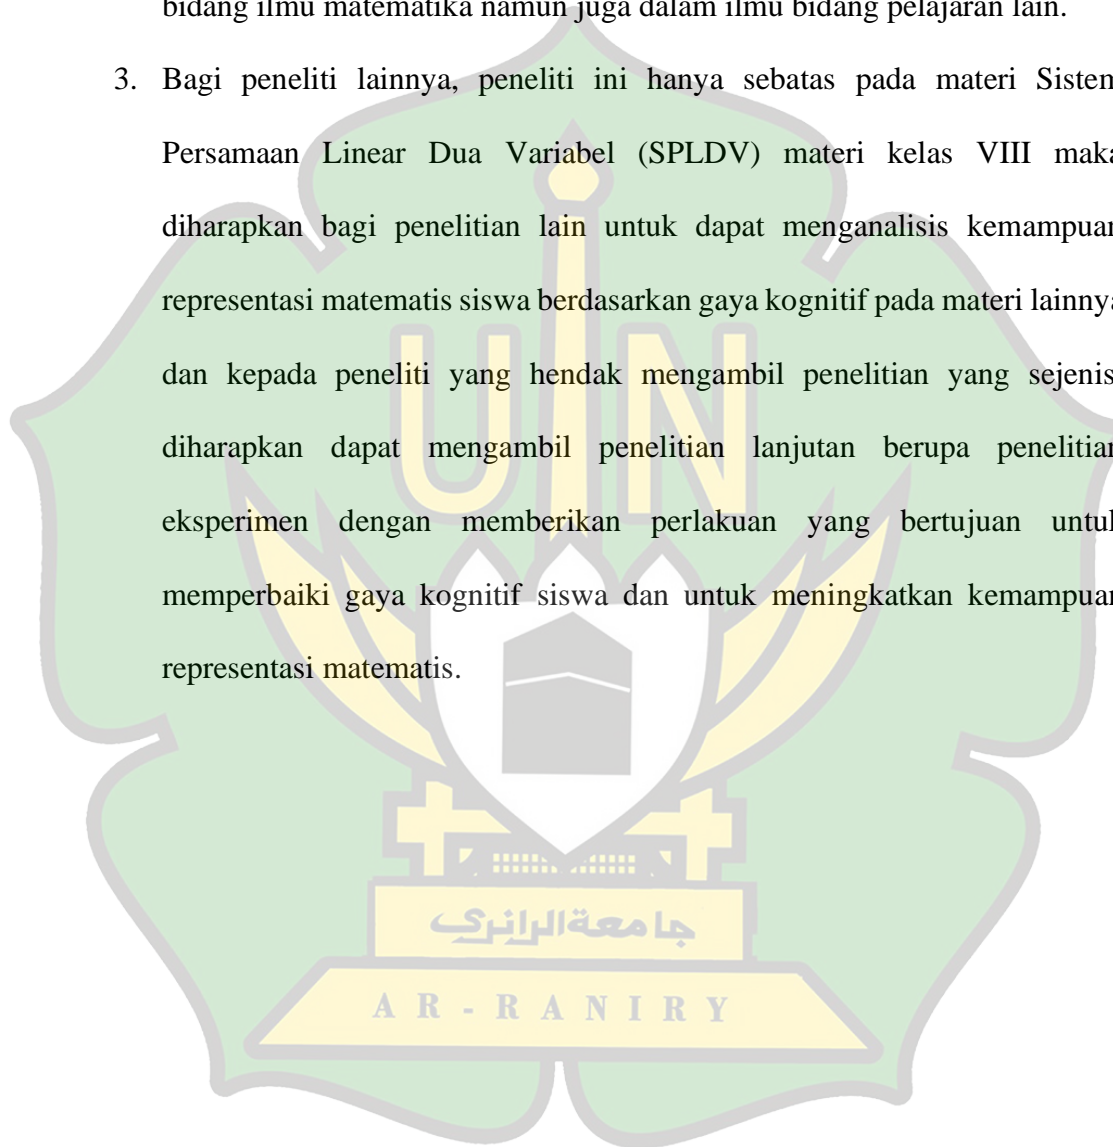 bidang ilmu matematika namun juga dalam ilmu bidang pelajaran lain.
3. Bagi peneliti lainnya, peneliti ini hanya sebatas pada materi Sistem
Persamaan Linear Dua Variabel (SPLDV) materi kelas VIII maka
diharapkan bagi penelitian lain untuk dapat menganalisis kemampuan
representasi matematis siswa berdasarkan gaya kognitif pada materi lainnya
dan kepada peneliti yang hendak mengambil penelitian yang sejenis
diharapkan dapat mengambil penelitian lanjutan berupa penelitian
eksperimen dengan memberikan perlakuan yang bertujuan untuk
memperbaiki gaya kognitif siswa dan untuk meningkatkan kemampuan
representasi matematis.
UIN
جامعة الرانري
AR-RANIRY